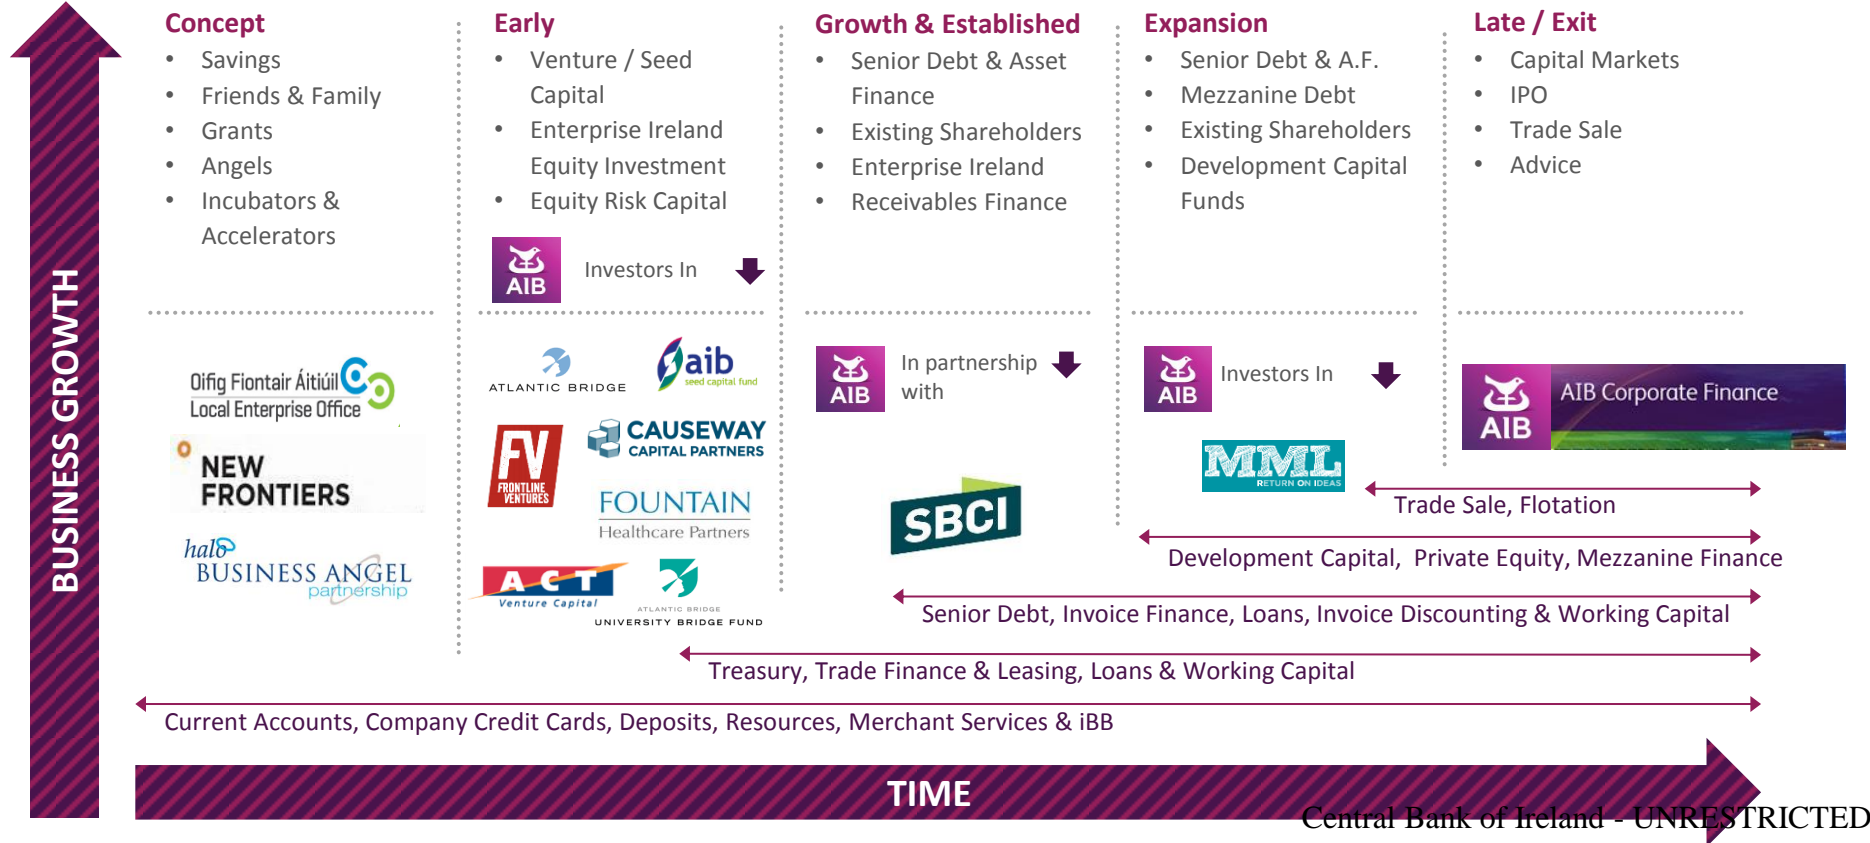 Concept
• Savings
• Friends & Family
• Grants
• Angels
• Incubators &
Accelerators
Oifig Fiontair Áitiúil
Local Enterprise Office
NEW
FRONTIERS
halo
BUSINESS ANGEL
partnership
Early
• Venture / Seed
Capital
• Enterprise Ireland
Equity Investment
• Equity Risk Capital
AIB
Investors In
ATLANTIC BRIDGE
aib
seed capital fund
FV
FRONTLINE
VENTURES
CAUSEWAY
CAPITAL PARTNERS
FOUNTAIN
Healthcare Partners
ACT
Venture Capital
ATLANTIC BRIDGE
UNIVERSITY BRIDGE FUND
Growth & Established
• Senior Debt & Asset
Finance
• Existing Shareholders
• Enterprise Ireland
• Receivables Finance
AIB
In partnership
with
SBCI
Expansion
• Senior Debt & A.F.
• Mezzanine Debt
• Existing Shareholders
• Development Capital
Funds
AIB
Investors In
MML
RETURN ON IDEAS
Late / Exit
• Capital Markets
• IPO
• Trade Sale
• Advice
AIB
AIB Corporate Finance
Trade Sale, Flotation
Development Capital, Private Equity, Mezzanine Finance
Senior Debt, Invoice Finance, Loans, Invoice Discounting & Working Capital
Treasury, Trade Finance & Leasing, Loans & Working Capital
Current Accounts, Company Credit Cards, Deposits, Resources, Merchant Services & iBB
BUSINESS GROWTH
TIME
Central Bank of Ireland - UNRESTRICTED